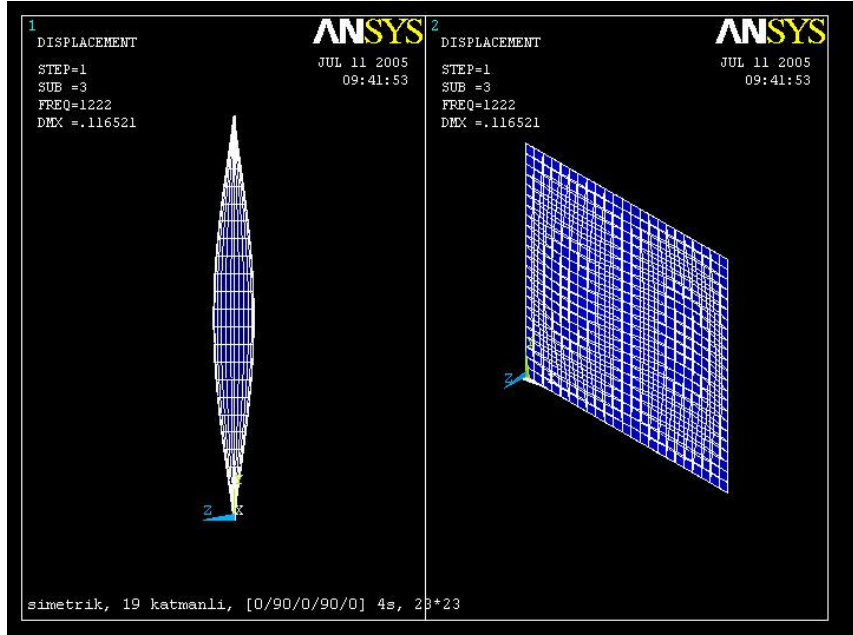 1
DISPLACEMENT
STEP=1
SUB =3
FREQ=1222
DMX =.116521
ANSYS
JUL 11 2005
09:41:53
Y
Z X
2
DISPLACEMENT
STEP=1
SUB =3
FREQ=1222
DMX =.116521
ANSYS
JUL 11 2005
09:41:53
Z
simetrik, 19 katmanli, [0/90/0/90/0] 4s, 23*23